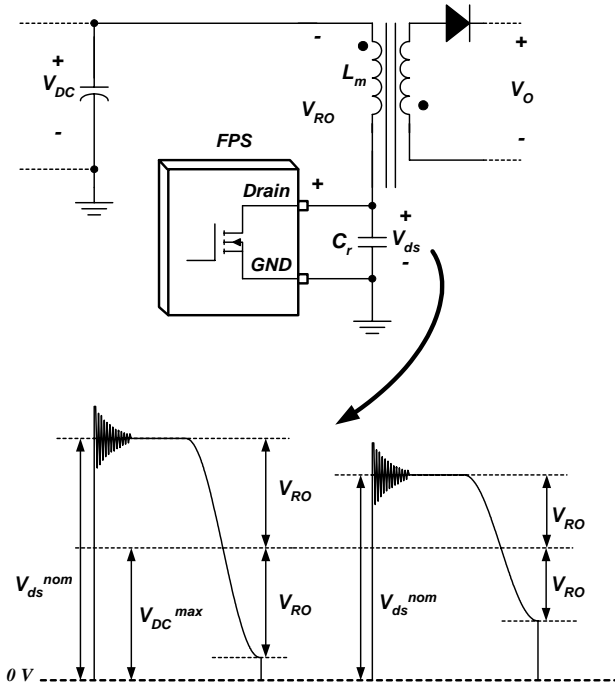 -
+
L_m
+
V_DC
V_RO
V_O
-
-
FPS
Drain
+
+
C_r
V_ds
GND
-
V_RO
V_RO
V_ds^nom
V_DC^max
V_RO
V_ds^nom
V_RO
0 V